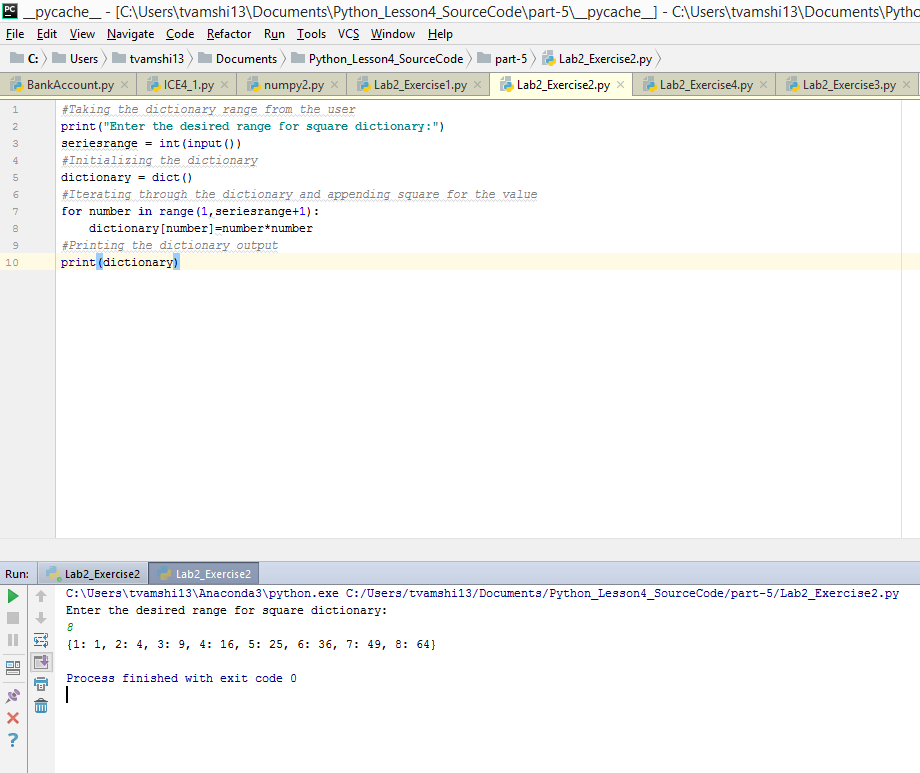 __pycache__ - [C:\Users\tvamshi13\Documents\Python_Lesson4_SourceCode\part-5\__pycache__] - C:\Users\tvamshi13\Documents\Pytho
File Edit View Navigate Code Refactor Run Tools VCS Window Help
C: Users tvamshi13 Documents Python_Lesson4_SourceCode part-5 Lab2_Exercise2.py
BankAccount.py ICE4_1.py numpy2.py Lab2_Exercise1.py Lab2_Exercise2.py Lab2_Exercise4.py Lab2_Exercise3.py
1 #Taking the dictionary range from the user
2 print("Enter the desired range for square dictionary:")
3 seriesrange = int(input())
4 #Initializing the dictionary
5 dictionary = dict()
6 #Iterating through the dictionary and appending square for the value
7 for number in range(1,seriesrange+1):
8 dictionary[number]=number*number
9 #Printing the dictionary output
10 print(dictionary)
Run: Lab2_Exercise2 Lab2_Exercise2
C:\Users\tvamshi13\Anaconda3\python.exe C:/Users/tvamshi13/Documents/Python_Lesson4_SourceCode/part-5/Lab2_Exercise2.py
Enter the desired range for square dictionary:
8
{1: 1, 2: 4, 3: 9, 4: 16, 5: 25, 6: 36, 7: 49, 8: 64}
Process finished with exit code 0